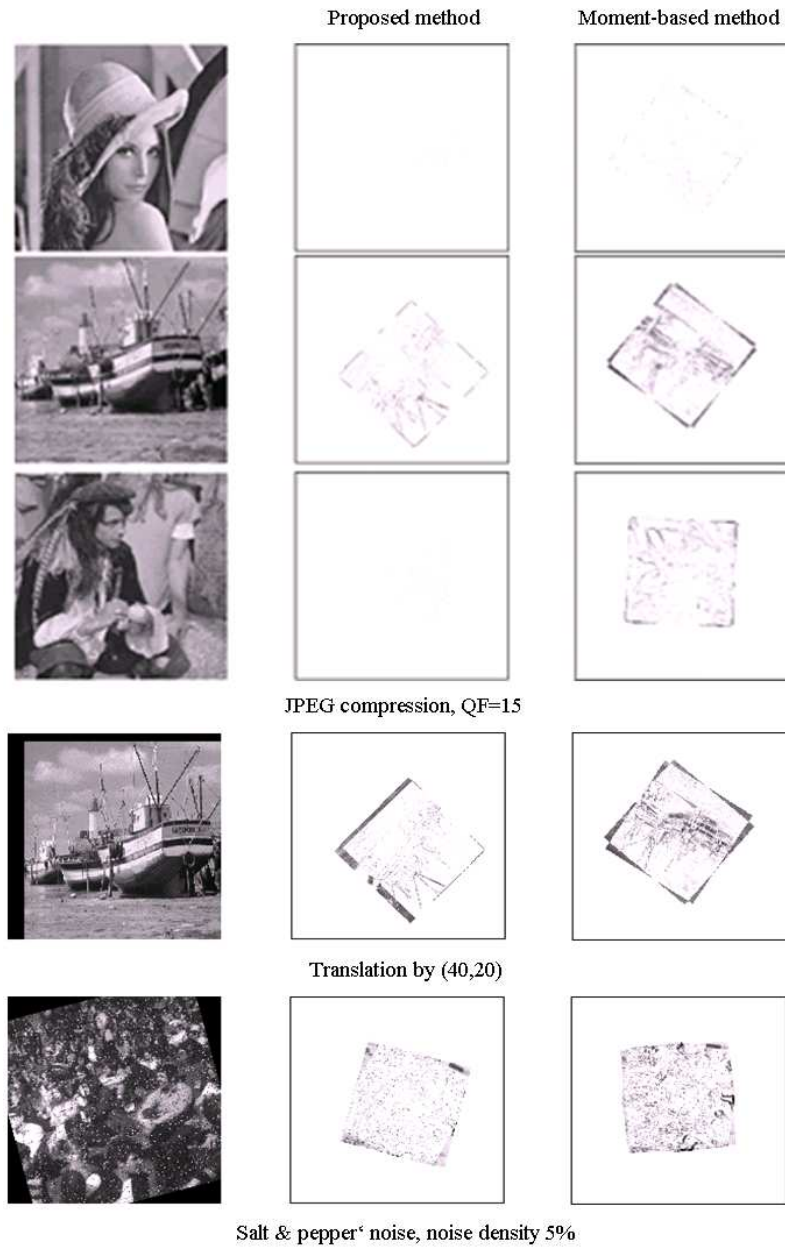 Proposed method
Moment-based method
JPEG compression, QF=15
Translation by (40,20)
Salt & pepper‘ noise, noise density 5%